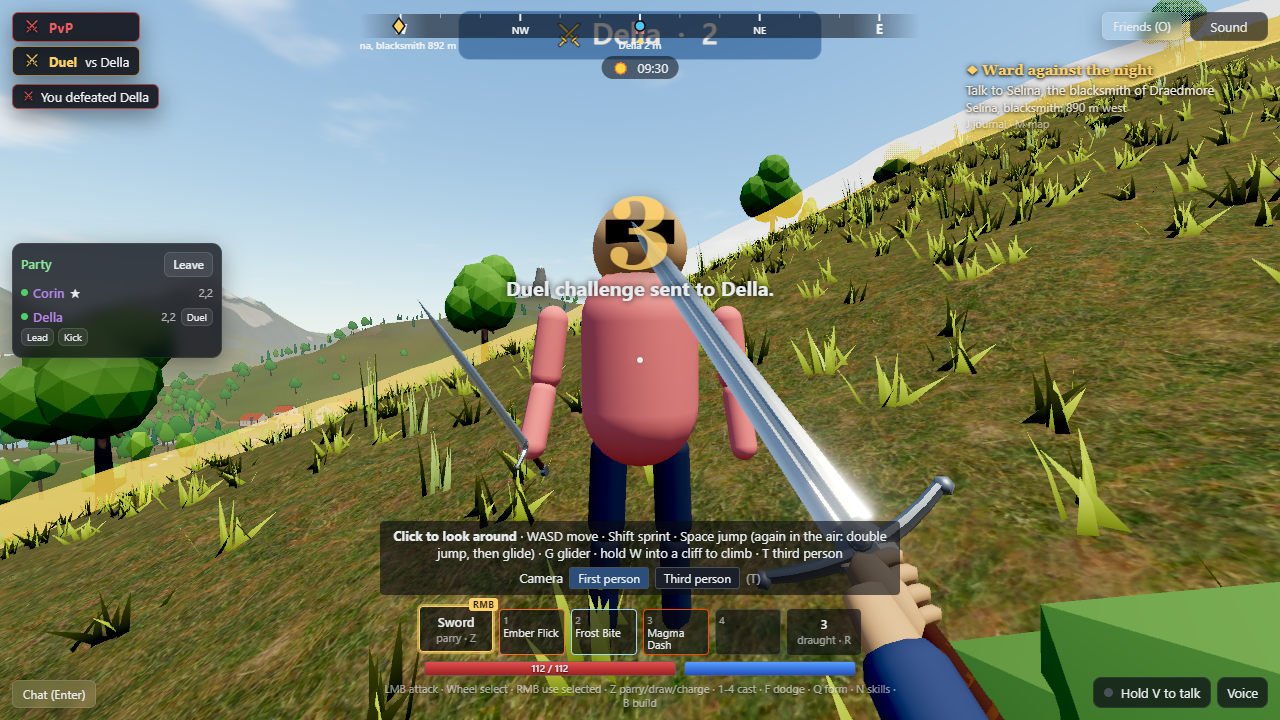 PvP
Duel vs Della
You defeated Della
NW
NE
E
na, blacksmith 892 m
Della · 2
Della 2 m
09:30
Friends (O)
Sound
Ward against the night
Talk to Selina, the blacksmith of Draedmore
Selina, blacksmith: 890 m west
Party
Leave
Corin ★ 2,2
Della 2,2 Duel
Lead Kick
3
Duel challenge sent to Della.
Click to look around · WASD move · Shift sprint · Space jump (again in the air: double
jump, then glide) · G glider · hold W into a cliff to climb · T third person
Camera First person Third person (T)
RMB
Sword
parry · Z
1
Ember Flick
2
Frost Bite
3
Magma
Dash
4
3
draught · R
112 / 112
LMB attack · Wheel select · RMB use selected · Z parry/draw/charge · 1-4 cast · F dodge · Q form · N skills ·
B build
Chat (Enter)
Hold V to talk
Voice